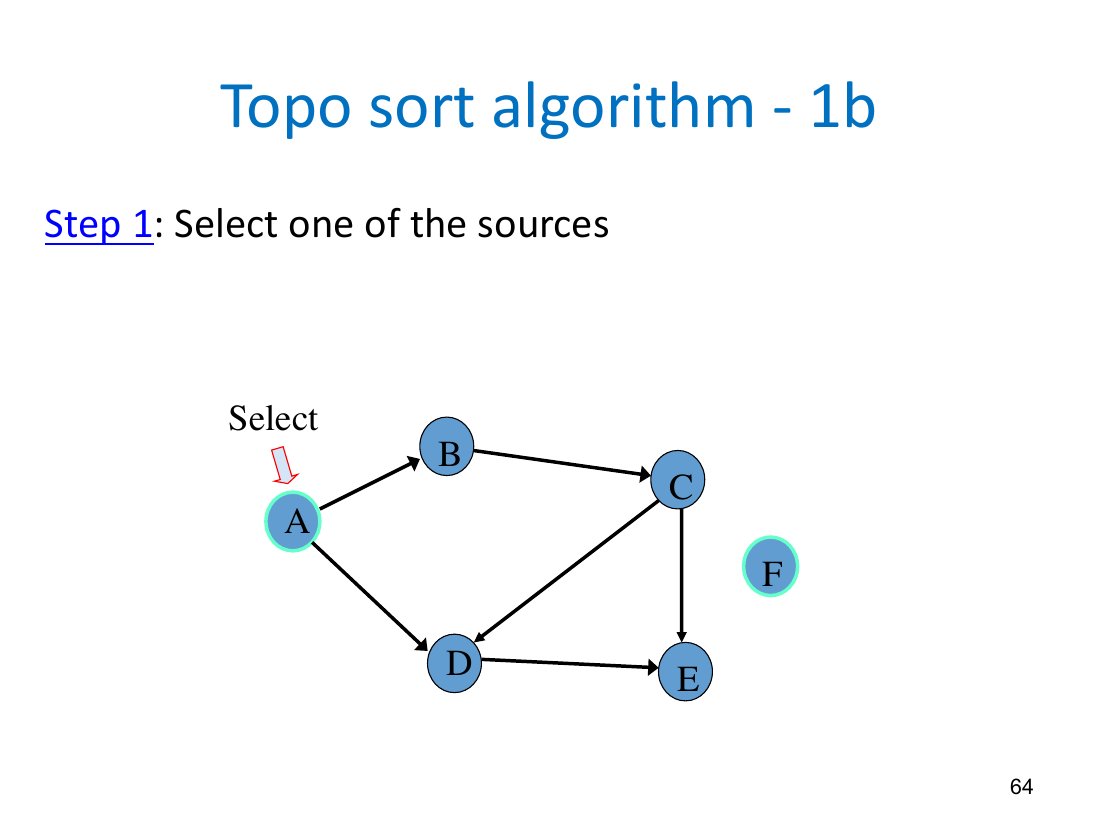 Topo sort algorithm - 1b
Step 1: Select one of the sources
Select
B
C
A
F
D
E
64